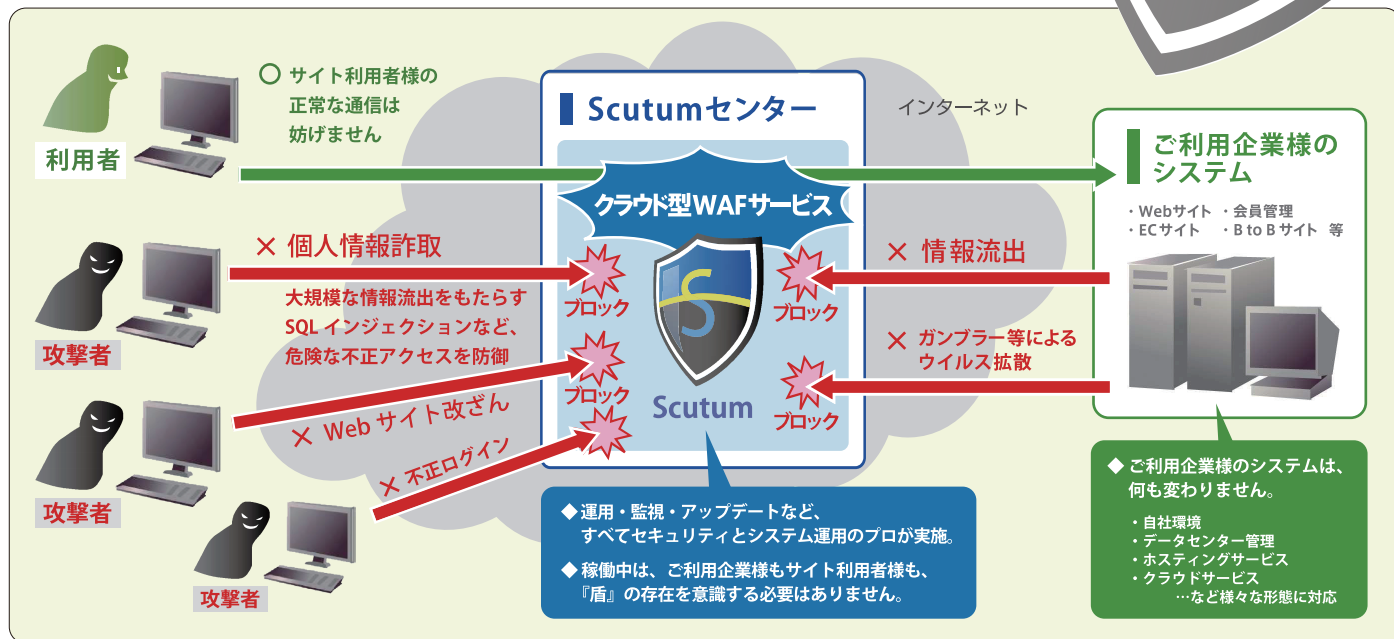 ○ サイト利用者様の
正常な通信は
妨げません
利用者
Scutumセンター
インターネット
ご利用企業様の
システム
・Webサイト ・会員管理
・ECサイト ・B to B サイト 等
クラウド型WAFサービス
× 個人情報詐取
大規模な情報流出をもたらす
SQL インジェクションなど、
危険な不正アクセスを防御
攻撃者
ブロック
× Web サイト改ざん
攻撃者
ブロック
× 不正ログイン
攻撃者
S
Scutum
× 情報流出
ブロック
× ガンブラー等による
ウイルス拡散
ブロック
◆ 運用・監視・アップデートなど、
すべてセキュリティとシステム運用のプロが実施。
◆ 稼働中は、ご利用企業様もサイト利用者様も、
『盾』の存在を意識する必要はありません。
◆ ご利用企業様のシステムは、
何も変わりません。
・自社環境
・データセンター管理
・ホスティングサービス
・クラウドサービス
…など様々な形態に対応